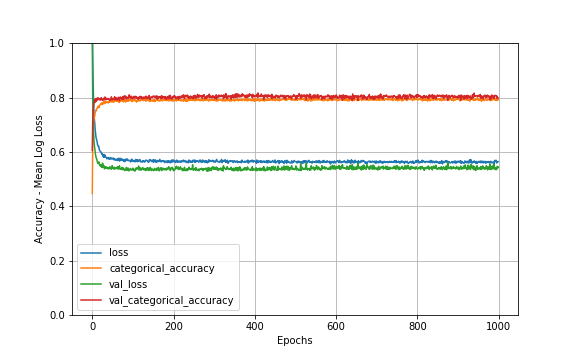 1.0
0.8
0.6
0.4
0.2
0.0
Accuracy - Mean Log Loss
loss
categorical_accuracy
val_loss
val_categorical_accuracy
0 200 400 600 800 1000
Epochs